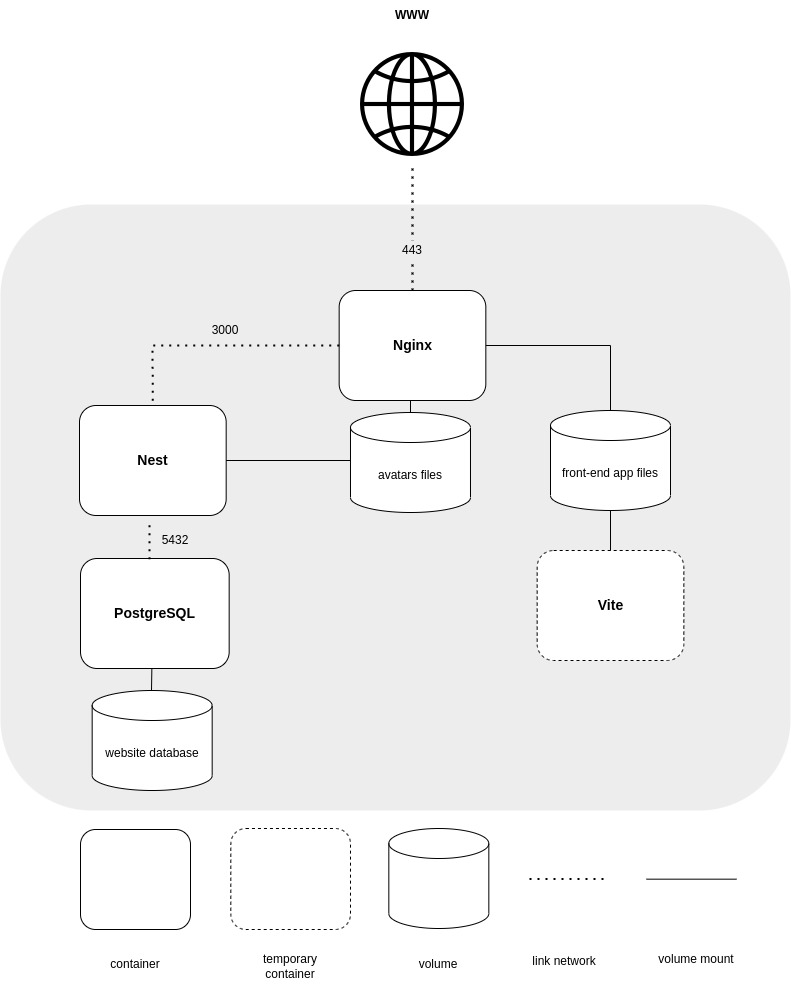 WWW
443
3000
Nginx
Nest
avatars files
front-end app files
5432
PostgreSQL
Vite
website database
container
temporary
container
volume
link network
volume mount